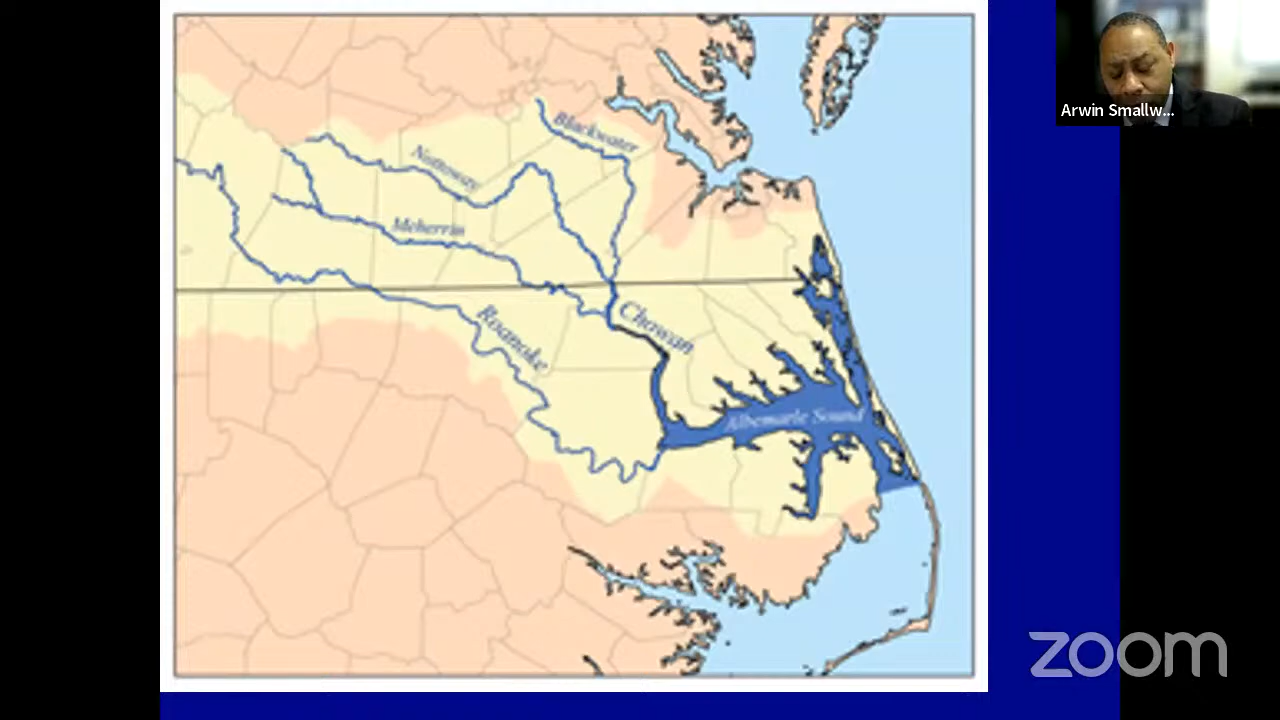 Blackwater
Nottoway
Meherrin
Chowan
Roanoke
Albemarle Sound
Arwin Smallw...
zoom